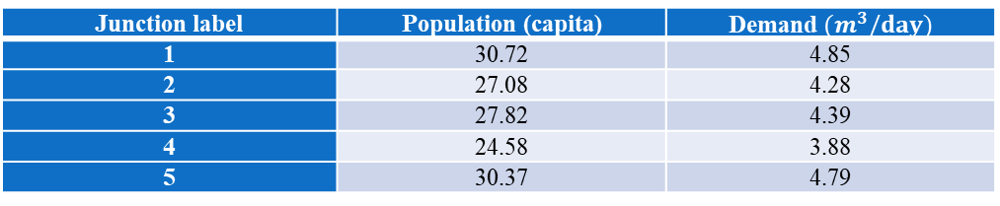 Junction label Population (capita) Demand (m³/day)
1 30.72 4.85
2 27.08 4.28
3 27.82 4.39
4 24.58 3.88
5 30.37 4.79